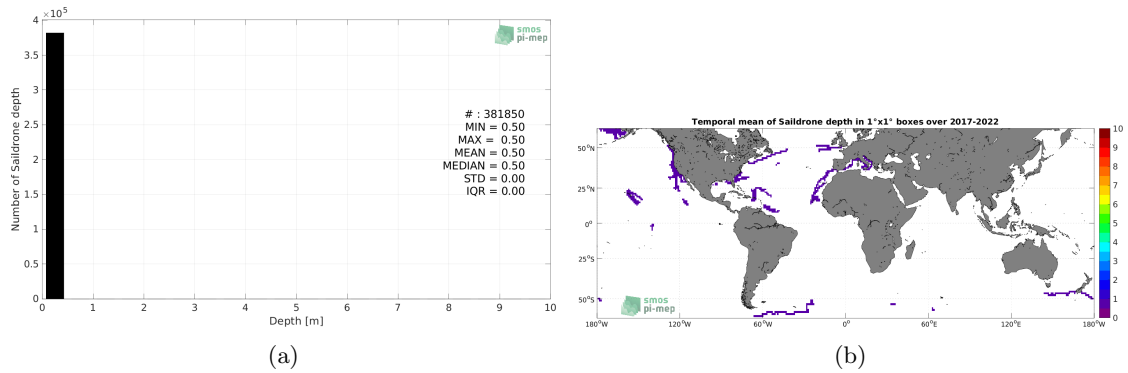 ×10⁵
4
3.5
3
2.5
2
1.5
1
0.5
0
0 1 2 3 4 5 6 7 8 9 10
Number of Saildrone depth
Depth [m]
smos
pi-mep
# : 381850
MIN = 0.50
MAX = 0.50
MEAN = 0.50
MEDIAN = 0.50
STD = 0.00
IQR = 0.00
(a)
Temporal mean of Saildrone depth in 1°x1° boxes over 2017-2022
50°N
25°N
0°
25°S
50°S
180°W 120°W 60°W 0° 60°E 120°E 180°W
smos
pi-mep
10
9
8
7
6
5
4
3
2
1
0
(b)